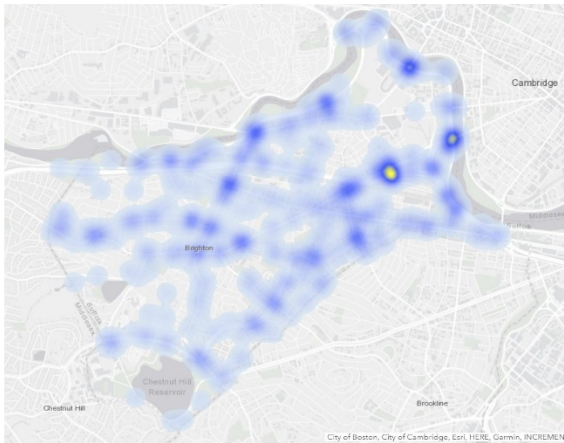 Cambridge
Brighton
Chestnut Hill
Reservoir
Chestnut Hill
Brookline
City of Boston, City of Cambridge, Esri, HERE, Garmin, INCREMEN